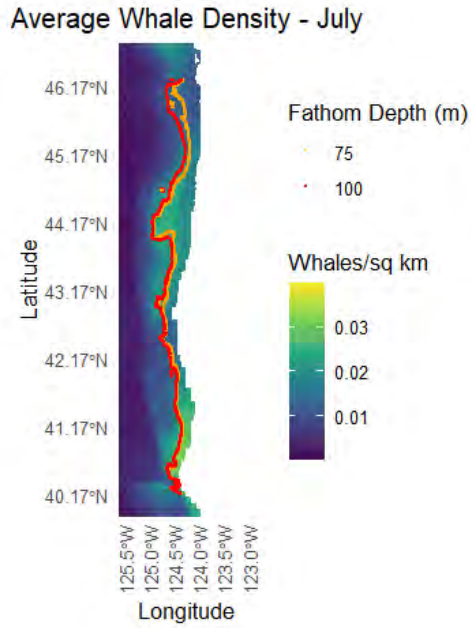 Average Whale Density - July
Latitude
46.17°N
45.17°N
44.17°N
43.17°N
42.17°N
41.17°N
40.17°N
125.5°W
125.0°W
124.5°W
124.0°W
123.5°W
123.0°W
Longitude
Fathom Depth (m)
75
100
Whales/sq km
0.03
0.02
0.01